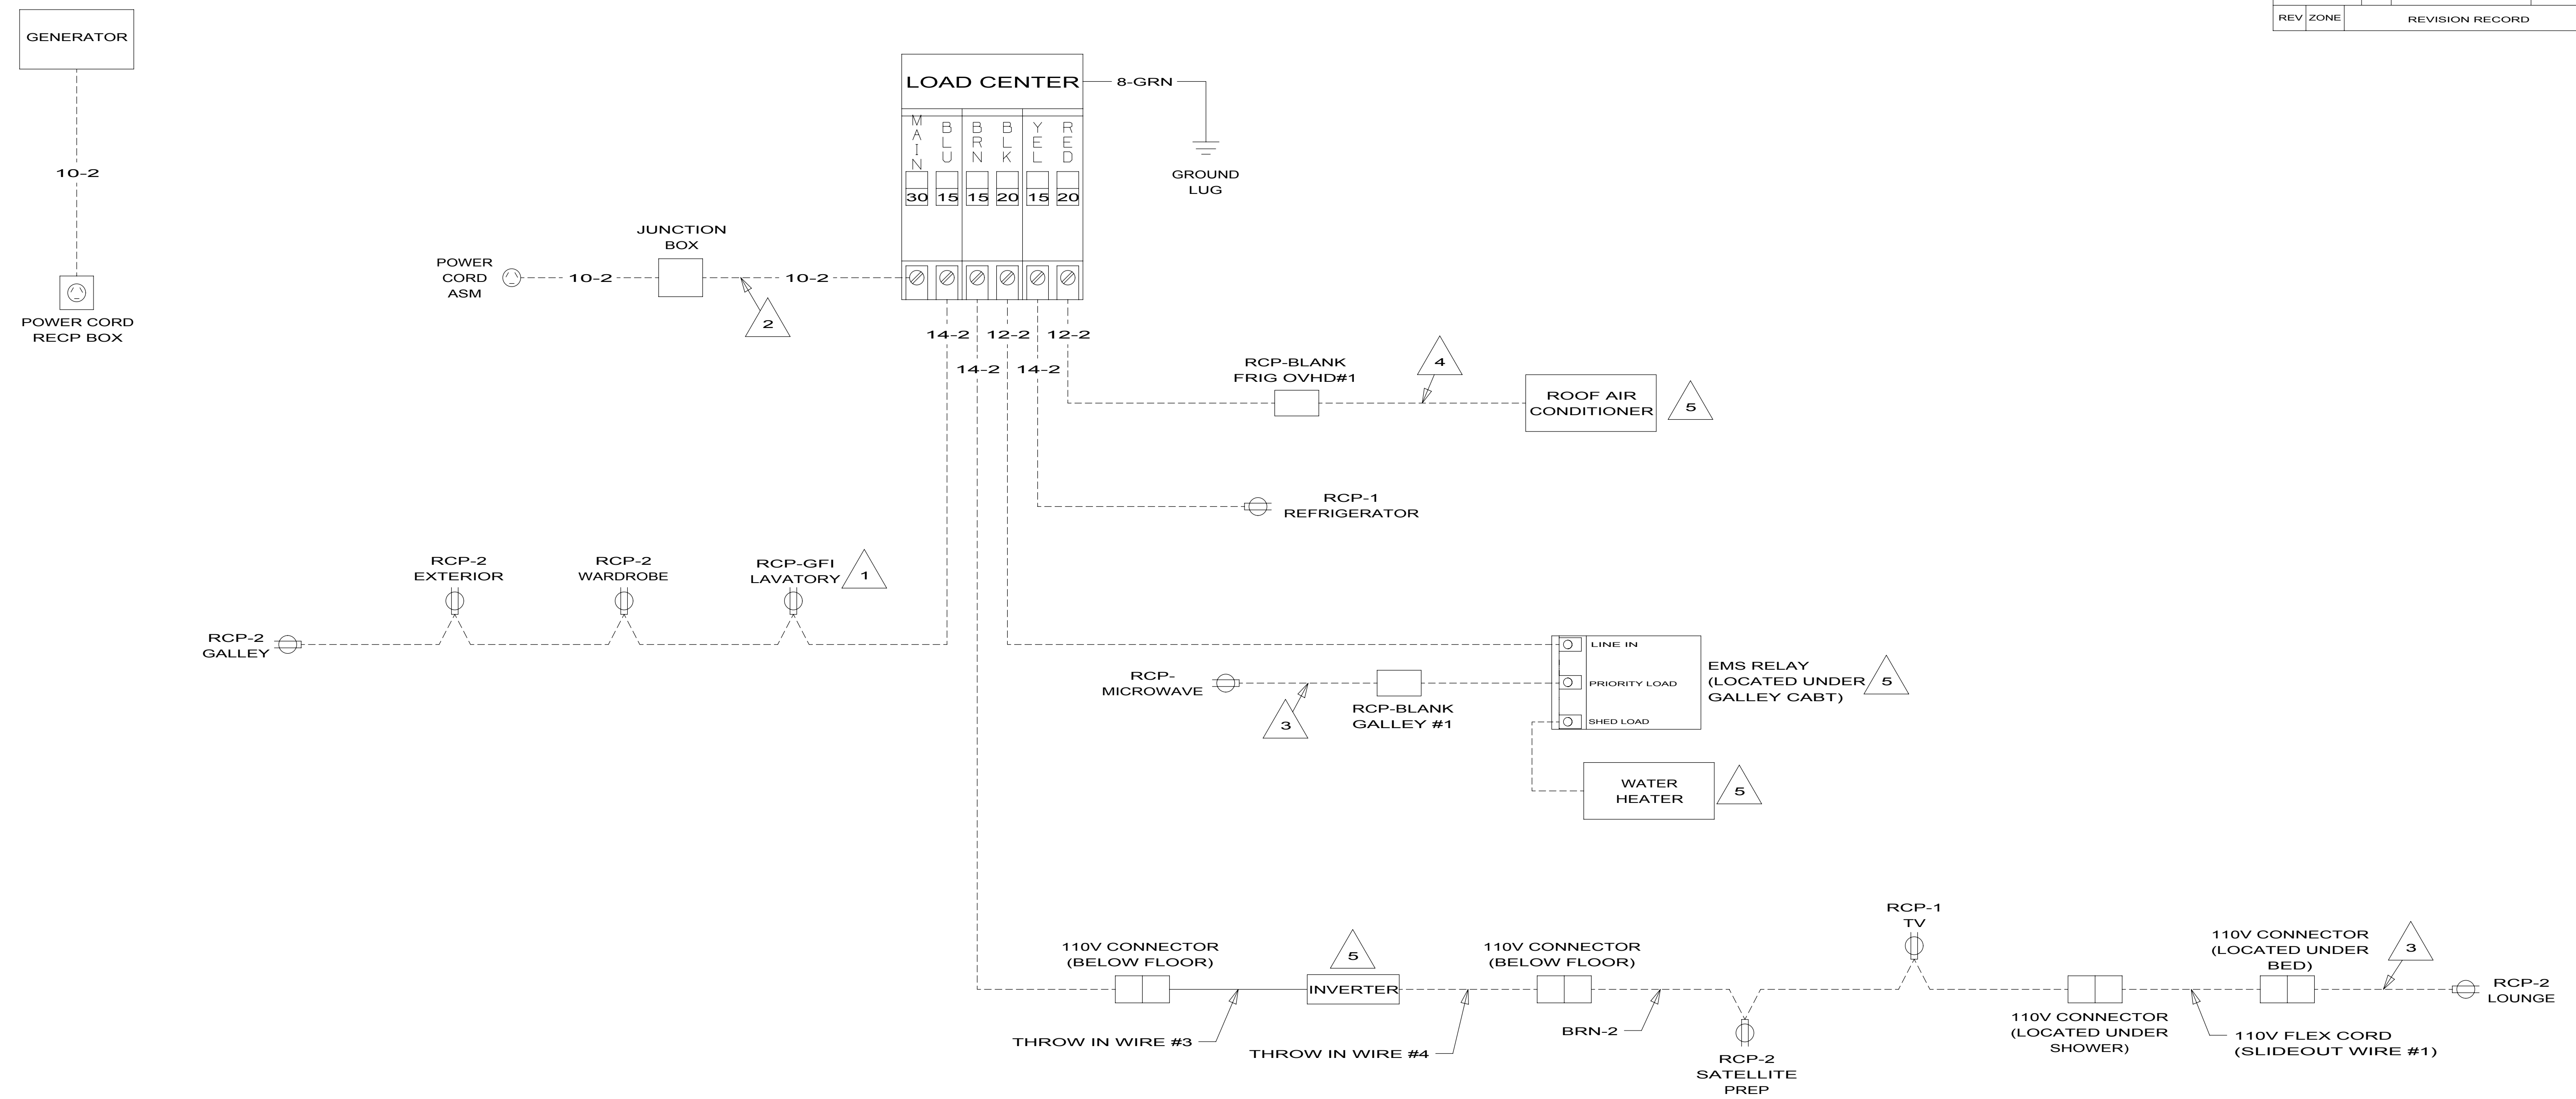 GENERATOR
10-2
POWER CORD
RECP BOX
REV
ZONE
REVISION RECORD
LOAD CENTER
8-GRN
GROUND
LUG
MAIN
BLU
BRN
BLK
YEL
RED
30
15
15
20
15
20
JUNCTION
BOX
POWER
CORD
ASM
10-2
10-2
2
14-2
12-2
12-2
14-2
14-2
RCP-BLANK
FRIG OVHD#1
4
ROOF AIR
CONDITIONER
5
RCP-1
REFRIGERATOR
RCP-2
EXTERIOR
RCP-2
WARDROBE
RCP-GFI
LAVATORY
1
RCP-2
GALLEY
LINE IN
PRIORITY LOAD
SHED LOAD
EMS RELAY
(LOCATED UNDER
GALLEY CABT)
5
RCP-
MICROWAVE
3
RCP-BLANK
GALLEY #1
WATER
HEATER
5
110V CONNECTOR
(BELOW FLOOR)
5
INVERTER
110V CONNECTOR
(BELOW FLOOR)
RCP-1
TV
110V CONNECTOR
(LOCATED UNDER
BED)
3
RCP-2
LOUNGE
THROW IN WIRE #3
THROW IN WIRE #4
BRN-2
RCP-2
SATELLITE
PREP
110V CONNECTOR
(LOCATED UNDER
SHOWER)
110V FLEX CORD
(SLIDEOUT WIRE #1)